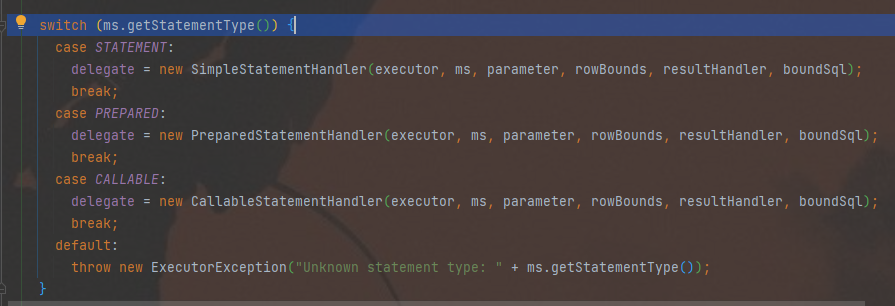 switch (ms.getStatementType()) {
case STATEMENT:
delegate = new SimpleStatementHandler(executor, ms, parameter, rowBounds, resultHandler, boundSql);
break;
case PREPARED:
delegate = new PreparedStatementHandler(executor, ms, parameter, rowBounds, resultHandler, boundSql);
break;
case CALLABLE:
delegate = new CallableStatementHandler(executor, ms, parameter, rowBounds, resultHandler, boundSql);
break;
default:
throw new ExecutorException("Unknown statement type: " + ms.getStatementType());
}